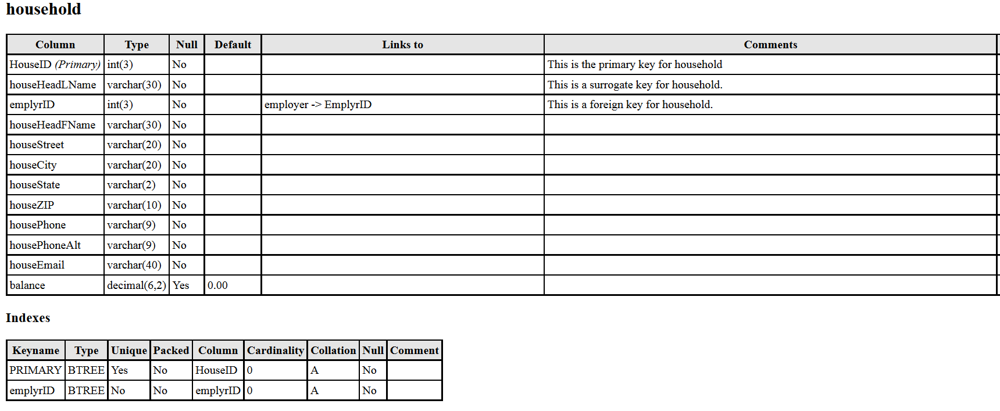 household
Column Type Null Default Links to Comments
HouseID (Primary) int(3) No This is the primary key for household
houseHeadLName varchar(30) No This is a surrogate key for household.
emplyrID int(3) No employer -> EmplyrID This is a foreign key for household.
houseHeadFName varchar(30) No
houseStreet varchar(20) No
houseCity varchar(20) No
houseState varchar(2) No
houseZIP varchar(10) No
housePhone varchar(9) No
housePhoneAlt varchar(9) No
houseEmail varchar(40) No
balance decimal(6,2) Yes 0.00
Indexes
Keyname Type Unique Packed Column Cardinality Collation Null Comment
PRIMARY BTREE Yes No HouseID 0 A No
emplyrID BTREE No No emplyrID 0 A No